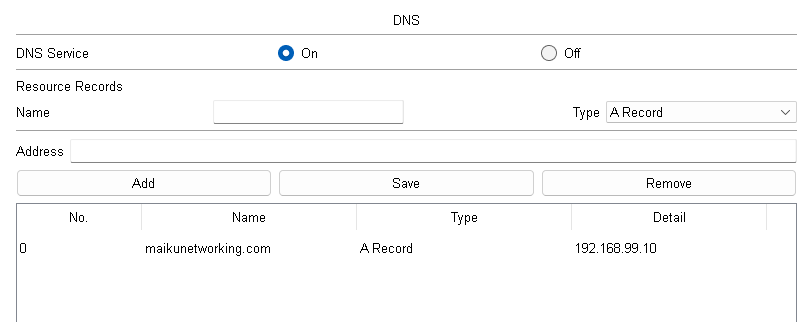 DNS
DNS Service On Off
Resource Records
Name Type A Record
Address
Add Save Remove
No. Name Type Detail
0 maikunetworking.com A Record 192.168.99.10